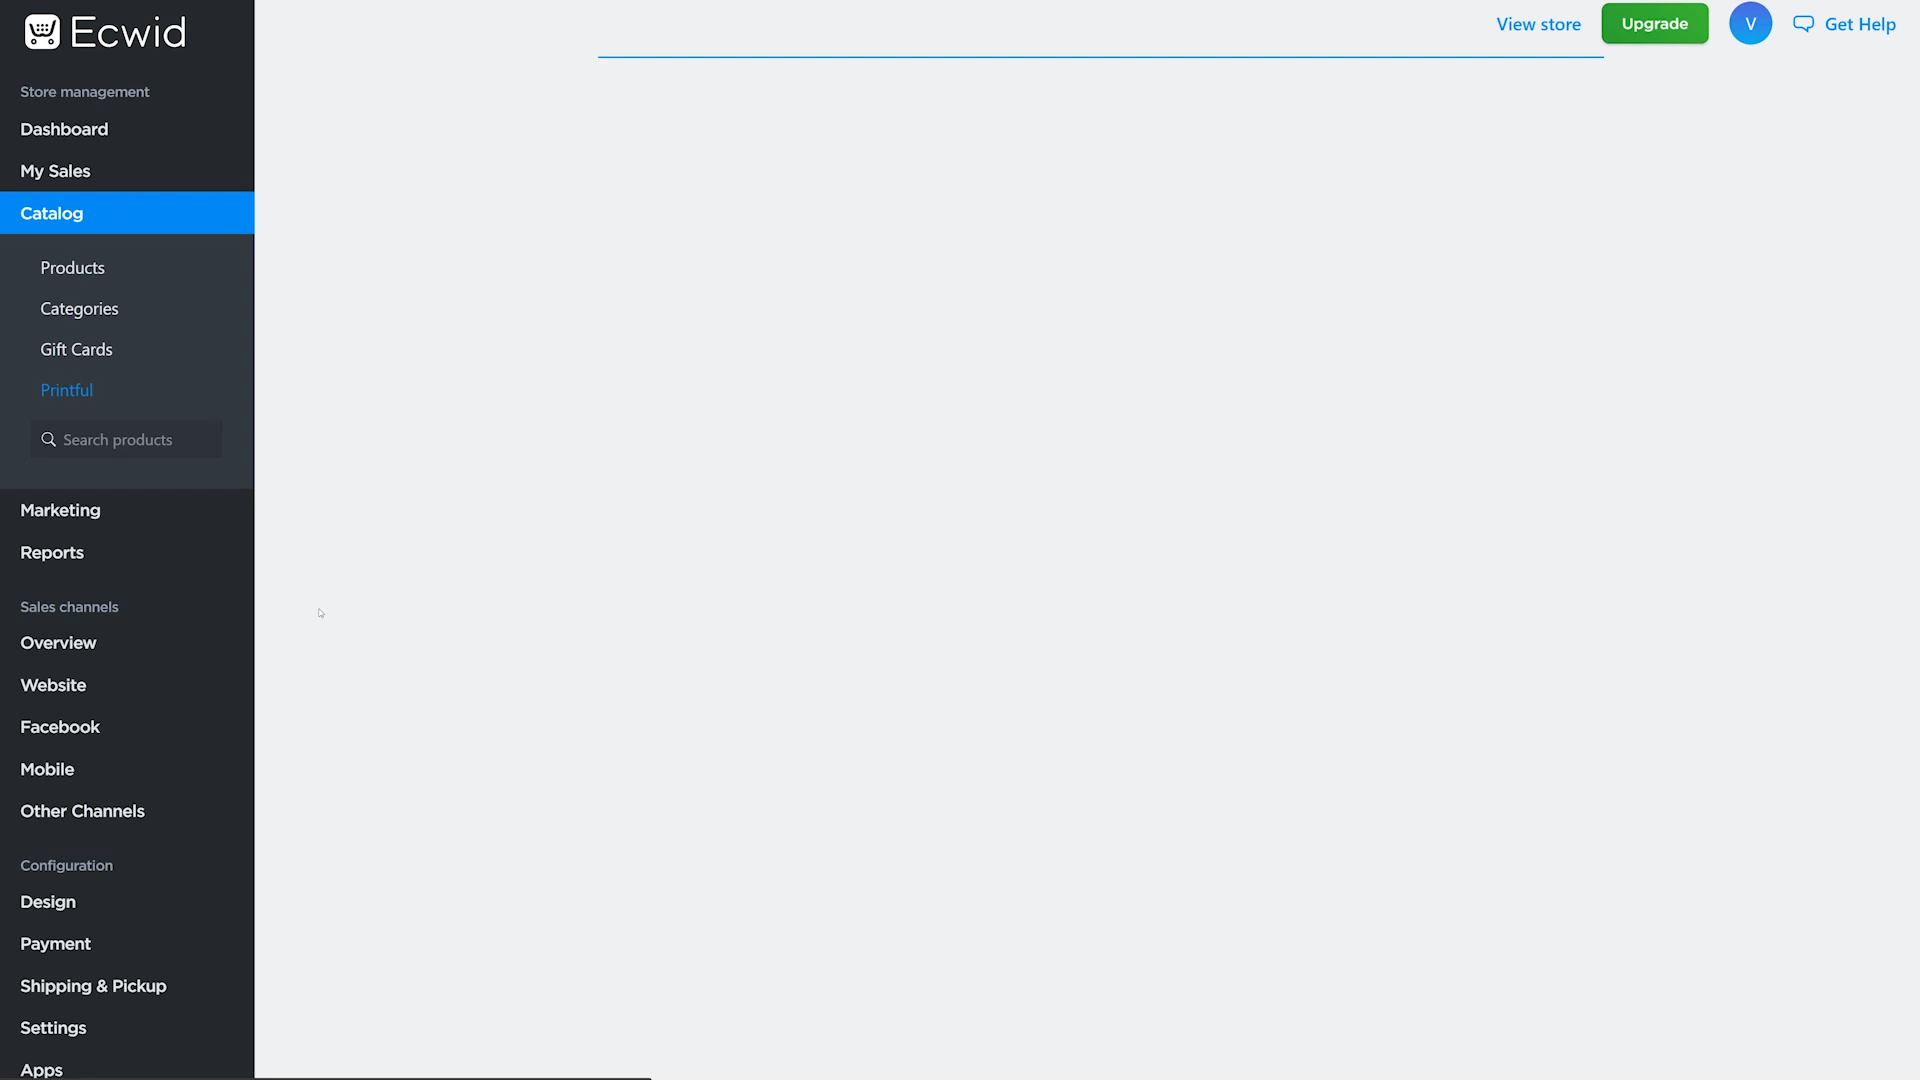 Ecwid
View store
Upgrade
V
Get Help
Store management
Dashboard
My Sales
Catalog
Products
Categories
Gift Cards
Printful
Search products
Marketing
Reports
Sales channels
Overview
Website
Facebook
Mobile
Other Channels
Configuration
Design
Payment
Shipping & Pickup
Settings
Apps